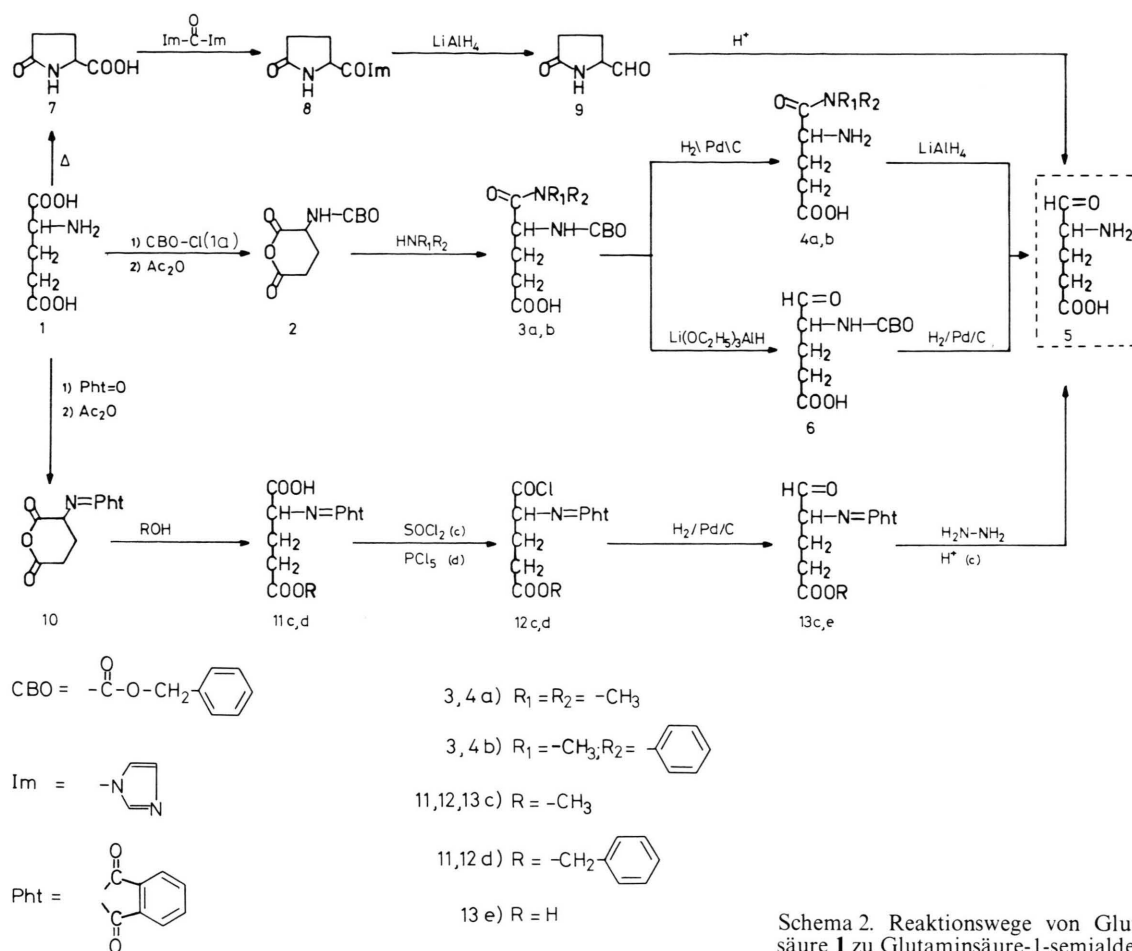 Im-C-Im
O
LiAlH4
H+
O N H COOH
O N H COIm
O N H CHO
7
8
9
Δ
O=C NR1R2
CH-NH2
CH2
CH2
COOH
4a,b
H2\Pd\C
LiAlH4
COOH
CH-NH2
CH2
CH2
COOH
1
1) CBO-Cl(1a)
2) Ac2O
O O O NH-CBO
2
HNR1R2
O=C NR1R2
CH-NH-CBO
CH2
CH2
COOH
3a,b
HC=O
CH-NH2
CH2
CH2
COOH
5
Li(OC2H5)3AlH
HC=O
CH-NH-CBO
CH2
CH2
COOH
6
H2/Pd/C
1) Pht=O
2) Ac2O
O O O N=Pht
10
ROH
COOH
CH-N=Pht
CH2
CH2
COOR
11c,d
SOCl2 (c)
PCl5 (d)
COCl
CH-N=Pht
CH2
CH2
COOR
12c,d
H2/Pd/C
HC=O
CH-N=Pht
CH2
CH2
COOR
13c,e
H2N-NH2
H+ (c)
CBO = -C-O-CH2-
O
3,4 a) R1=R2= -CH3
3,4 b) R1=-CH3;R2=
Im = -N N
11,12,13 c) R = -CH3
11,12 d) R = -CH2
Pht = C C
O
O
13 e) R = H
Schema 2. Reaktionswege von Glu
säure 1 zu Glutaminsäure-1-semialde